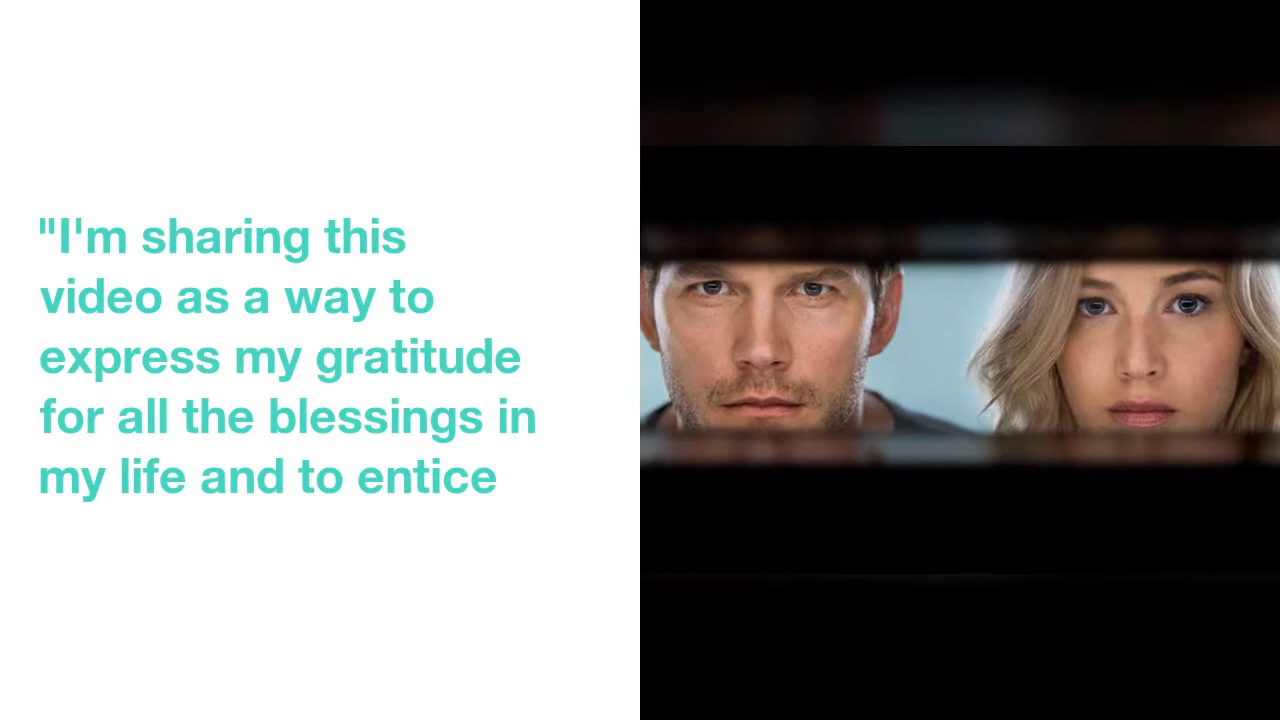 "I'm sharing this
video as a way to
express my gratitude
for all the blessings in
my life and to entice